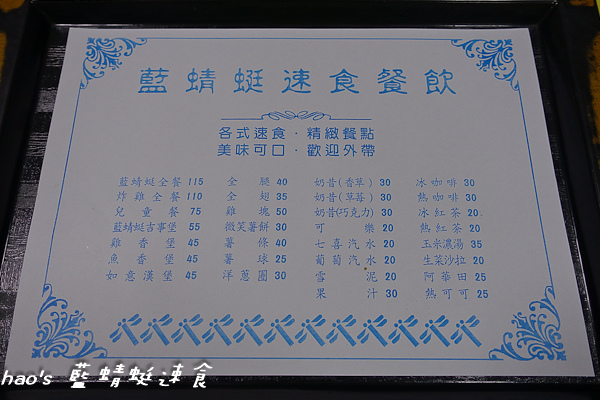 藍蜻蜓速食餐飲
各式速食・精緻餐點
美味可口・歡迎外帶
藍蜻蜓全餐 115 全腿 40 奶昔(香草) 30 冰咖啡 30
炸雞全餐 110 全翅 35 奶昔(草莓) 30 熱咖啡 30
兒童餐 75 雞塊 50 奶昔(巧克力) 30 冰紅茶 20
藍蜻蜓吉事堡 55 微笑薯餅 30 可樂 20 熱紅茶 20
雞香堡 45 薯條 40 七喜汽水 20 玉米濃湯 35
魚香堡 45 薯球 25 葡萄汽水 20 生菜沙拉 20
如意漢堡 45 洋蔥圈 30 雪泥 20 阿華田 25
果汁 30 熱可可 25
hao's 藍蜻蜓速食